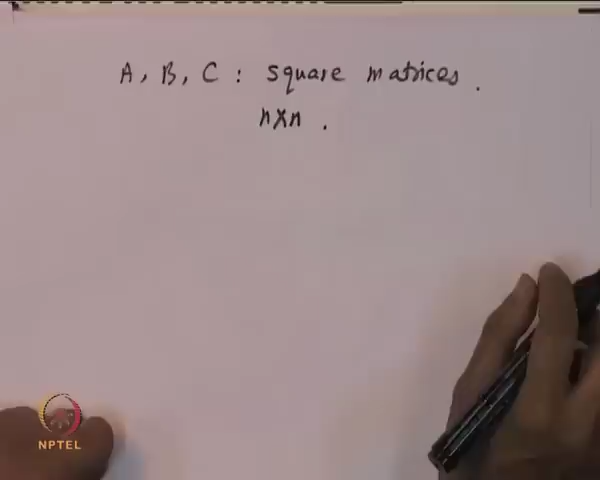 A, B, C : square matrices.
n×n .
NPTEL